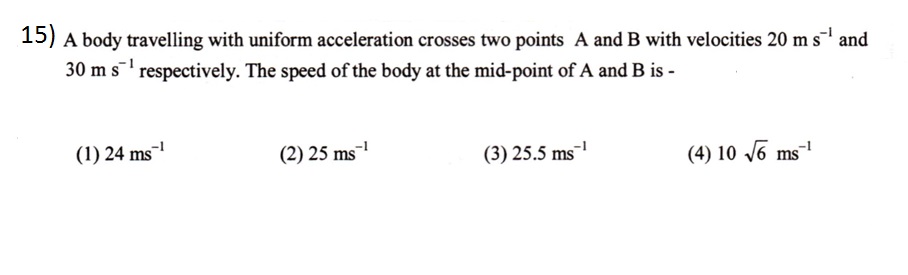 15) A body travelling with uniform acceleration crosses two points A and B with velocities 20 m s⁻¹ and
30 m s⁻¹ respectively. The speed of the body at the mid-point of A and B is -
(1) 24 ms⁻¹ (2) 25 ms⁻¹ (3) 25.5 ms⁻¹ (4) 10 √6 ms⁻¹